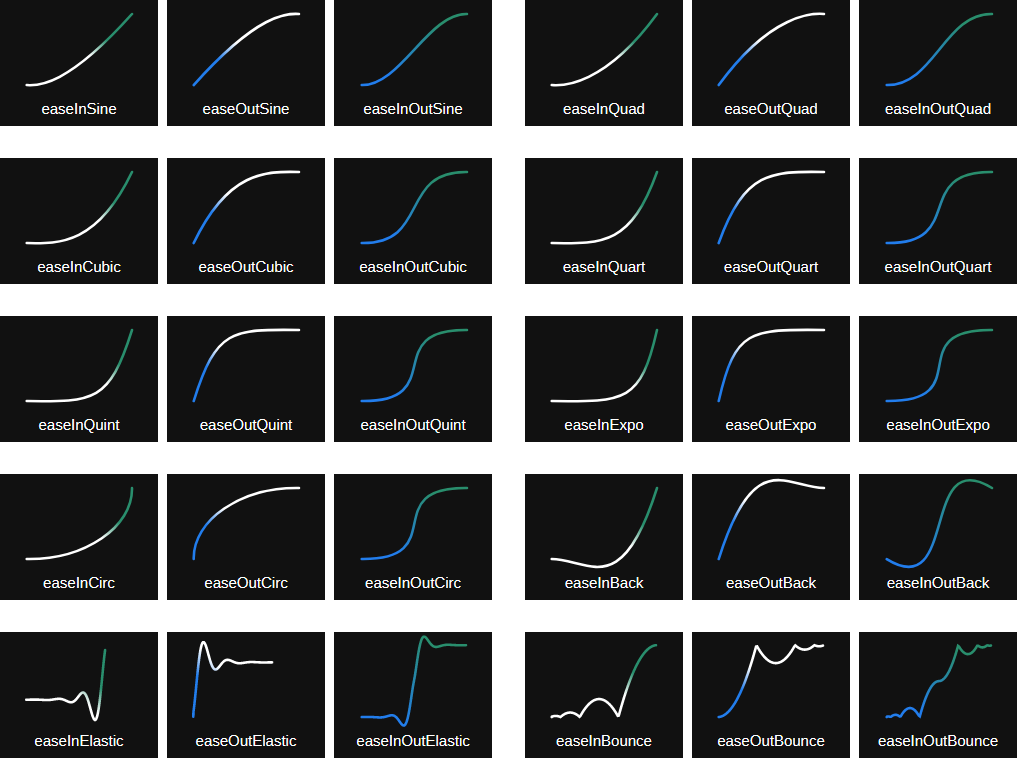 easeInSine
easeOutSine
easeInOutSine
easeInQuad
easeOutQuad
easeInOutQuad
easeInCubic
easeOutCubic
easeInOutCubic
easeInQuart
easeOutQuart
easeInOutQuart
easeInQuint
easeOutQuint
easeInOutQuint
easeInExpo
easeOutExpo
easeInOutExpo
easeInCirc
easeOutCirc
easeInOutCirc
easeInBack
easeOutBack
easeInOutBack
easeInElastic
easeOutElastic
easeInOutElastic
easeInBounce
easeOutBounce
easeInOutBounce